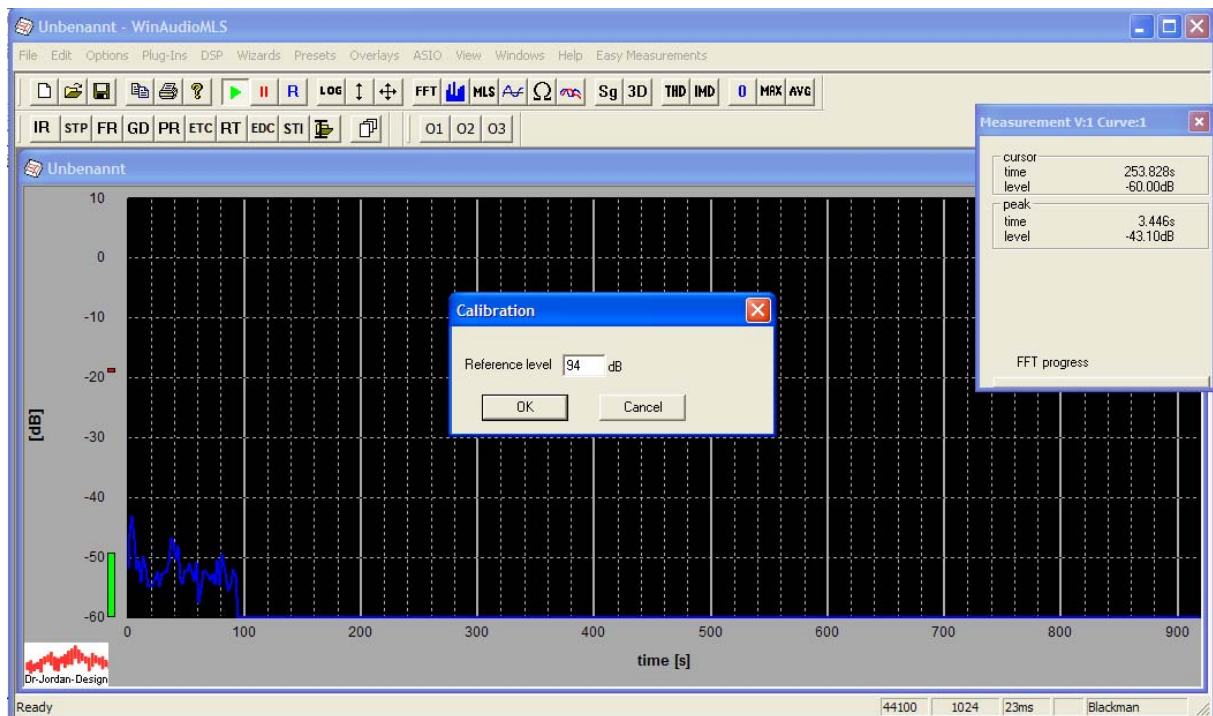 Unbenannt - WinAudioMLS
File Edit Options Plug-Ins DSP Wizards Presets Overlays ASIO View Windows Help Easy Measurements
R LOG FFT MLS Ω Sg 3D THD IMD 0 MAX AVG
IR STP FR GD PR ETC RT EDC STI O1 O2 O3
Measurement V:1 Curve:1
cursor
time 253.828s
level -60.00dB
peak
time 3.446s
level -43.10dB
FFT progress
Unbenannt
10
0
-10
-20
-30
-40
-50
-60
[dB]
Calibration
Reference level 94 dB
OK Cancel
0 100 200 300 400 500 600 700 800 900
time [s]
Dr-Jordan-Design
Ready 44100 1024 23ms Blackman